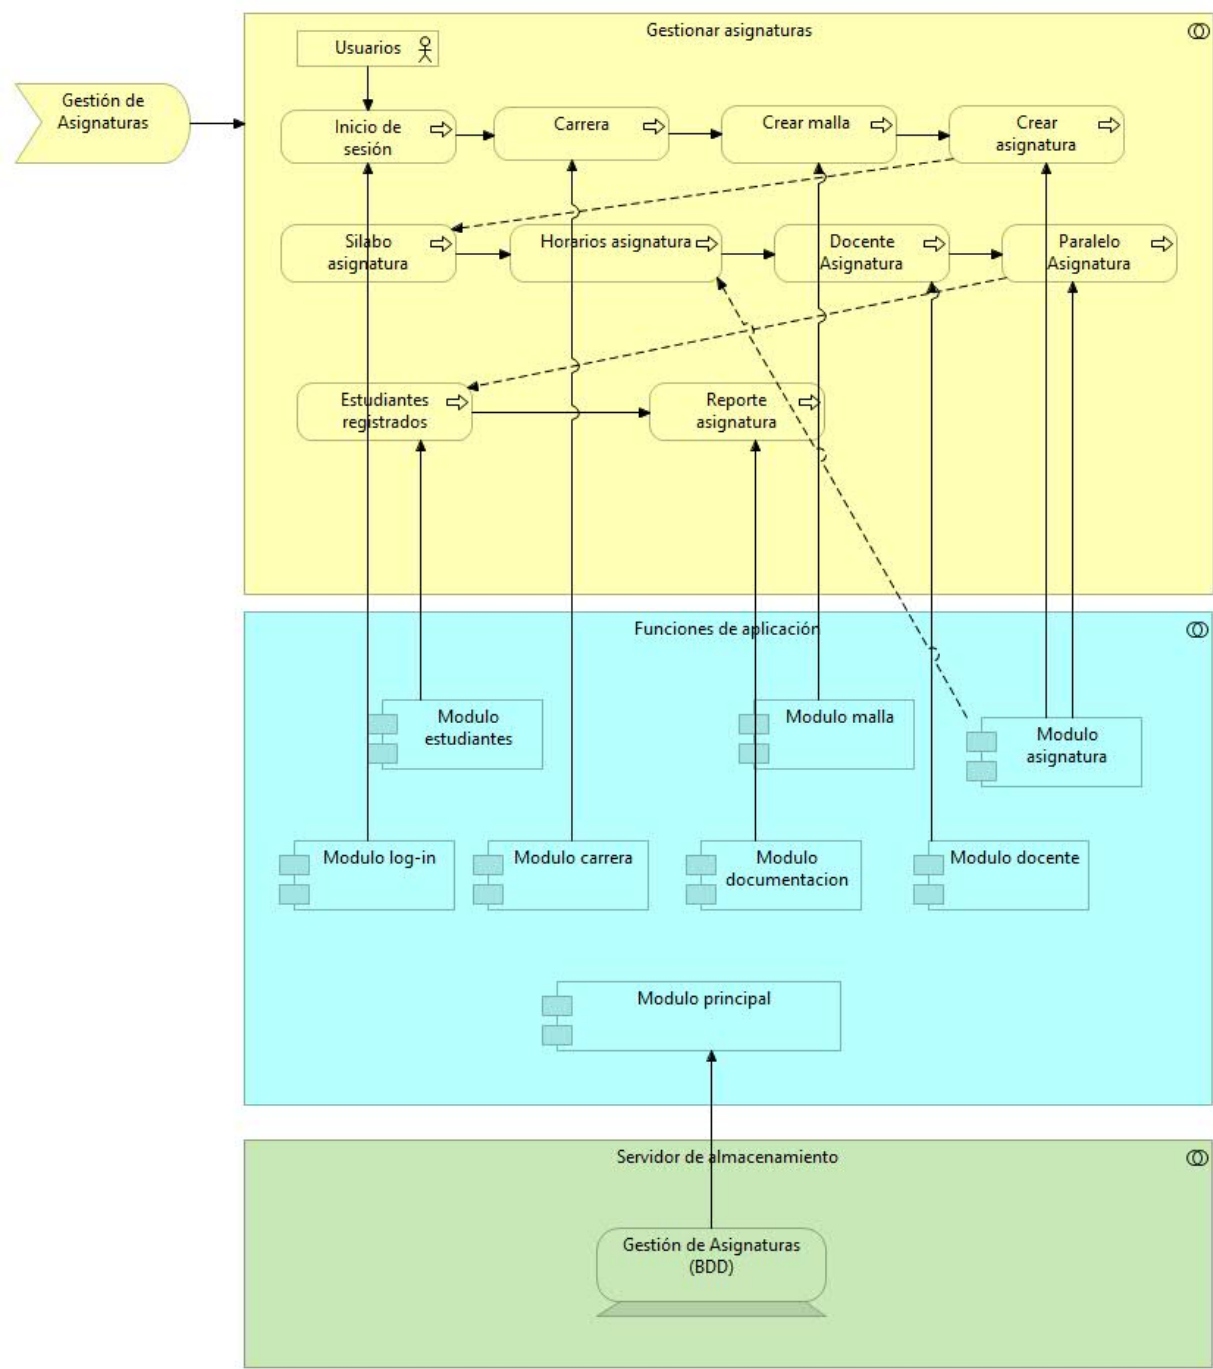 Gestionar asignaturas
Usuarios
Gestión de
Asignaturas
Inicio de
sesión
Carrera
Crear malla
Crear
asignatura
Silabo
asignatura
Horarios asignatura
Docente
Asignatura
Paralelo
Asignatura
Estudiantes
registrados
Reporte
asignatura
Funciones de aplicación
Modulo
estudiantes
Modulo malla
Modulo
asignatura
Modulo log-in
Modulo carrera
Modulo
documentacion
Modulo docente
Modulo principal
Servidor de almacenamiento
Gestión de Asignaturas
(BDD)